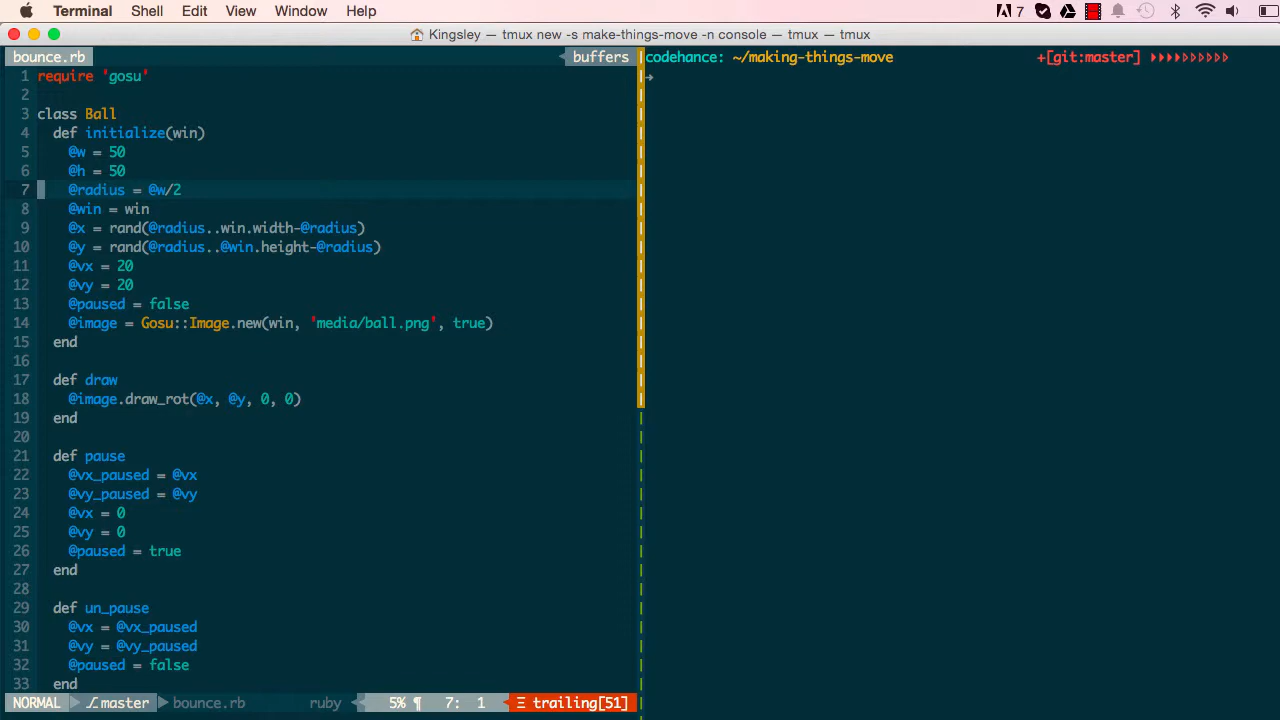 Terminal Shell Edit View Window Help 7
Kingsley — tmux new -s make-things-move -n console — tmux — tmux
bounce.rb buffers
1 require 'gosu'
2
3 class Ball
4 def initialize(win)
5 @w = 50
6 @h = 50
7 @radius = @w/2
8 @win = win
9 @x = rand(@radius..win.width-@radius)
10 @y = rand(@radius..@win.height-@radius)
11 @vx = 20
12 @vy = 20
13 @paused = false
14 @image = Gosu::Image.new(win, 'media/ball.png', true)
15 end
16
17 def draw
18 @image.draw_rot(@x, @y, 0, 0)
19 end
20
21 def pause
22 @vx_paused = @vx
23 @vy_paused = @vy
24 @vx = 0
25 @vy = 0
26 @paused = true
27 end
28
29 def un_pause
30 @vx = @vx_paused
31 @vy = @vy_paused
32 @paused = false
33 end
NORMAL master bounce.rb ruby 5% ¶ 7: 1 Ξ trailing[51]
codehance: ~/making-things-move +[git:master]
→